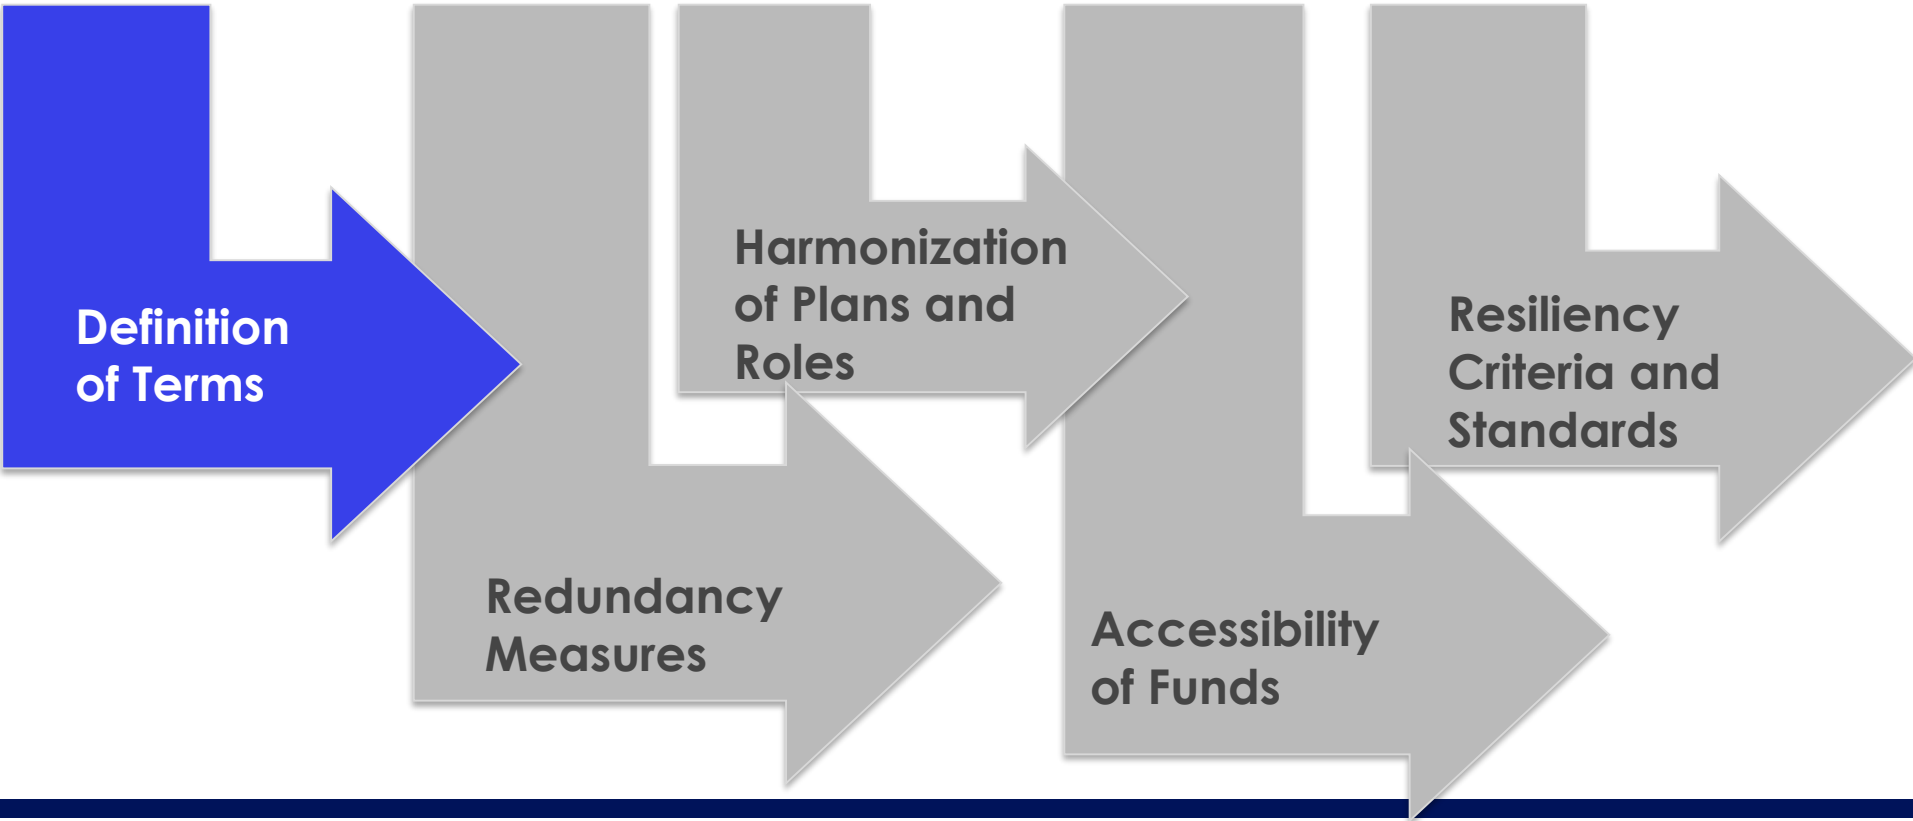 Definition
of Terms
Redundancy
Measures
Harmonization
of Plans and
Roles
Accessibility
of Funds
Resiliency
Criteria and
Standards